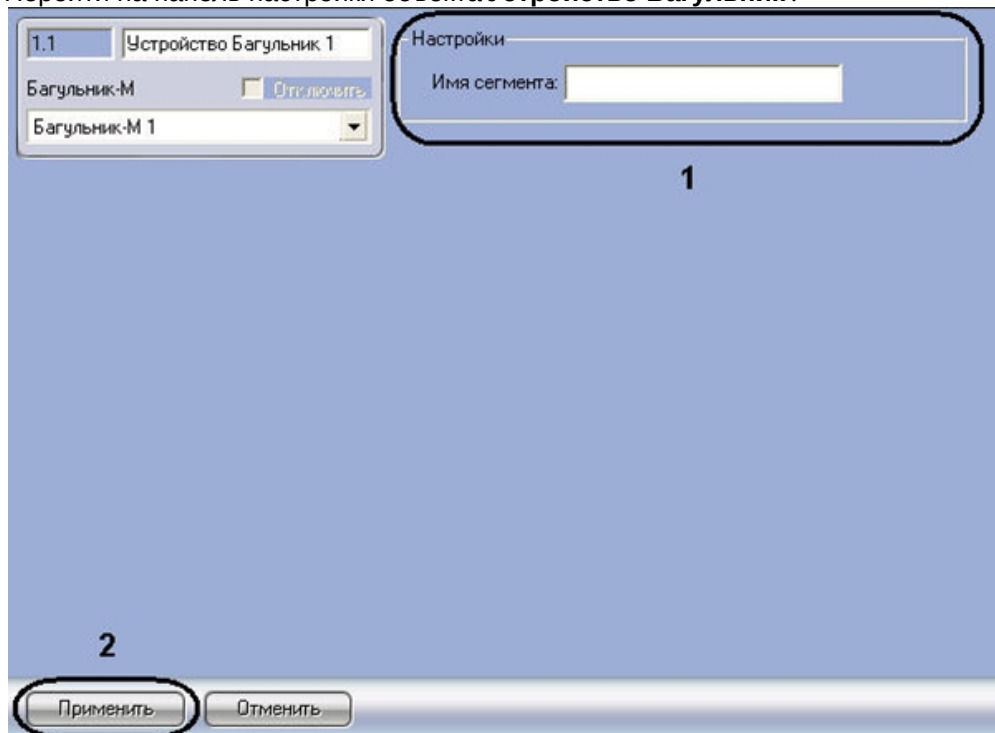 Перейти на панель настройки объекта Устройство Багульник.
1.1 Устройство Багульник 1
Багульник-М Отключить
Багульник-М 1
Настройки
Имя сегмента:
1
2
Применить Отменить